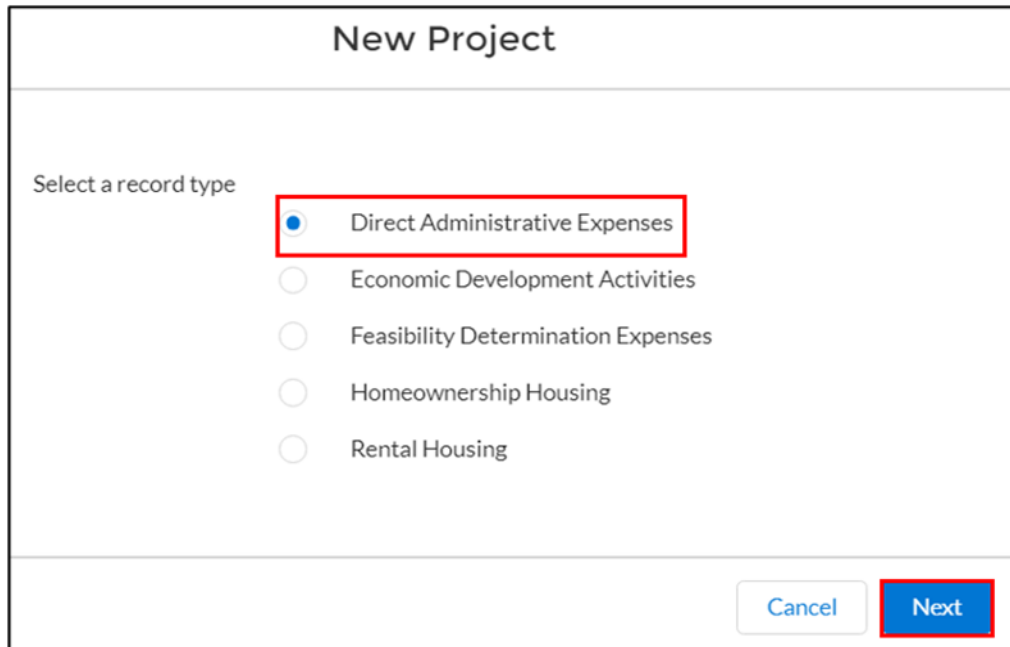 New Project
Select a record type
Direct Administrative Expenses
Economic Development Activities
Feasibility Determination Expenses
Homeownership Housing
Rental Housing
Cancel
Next